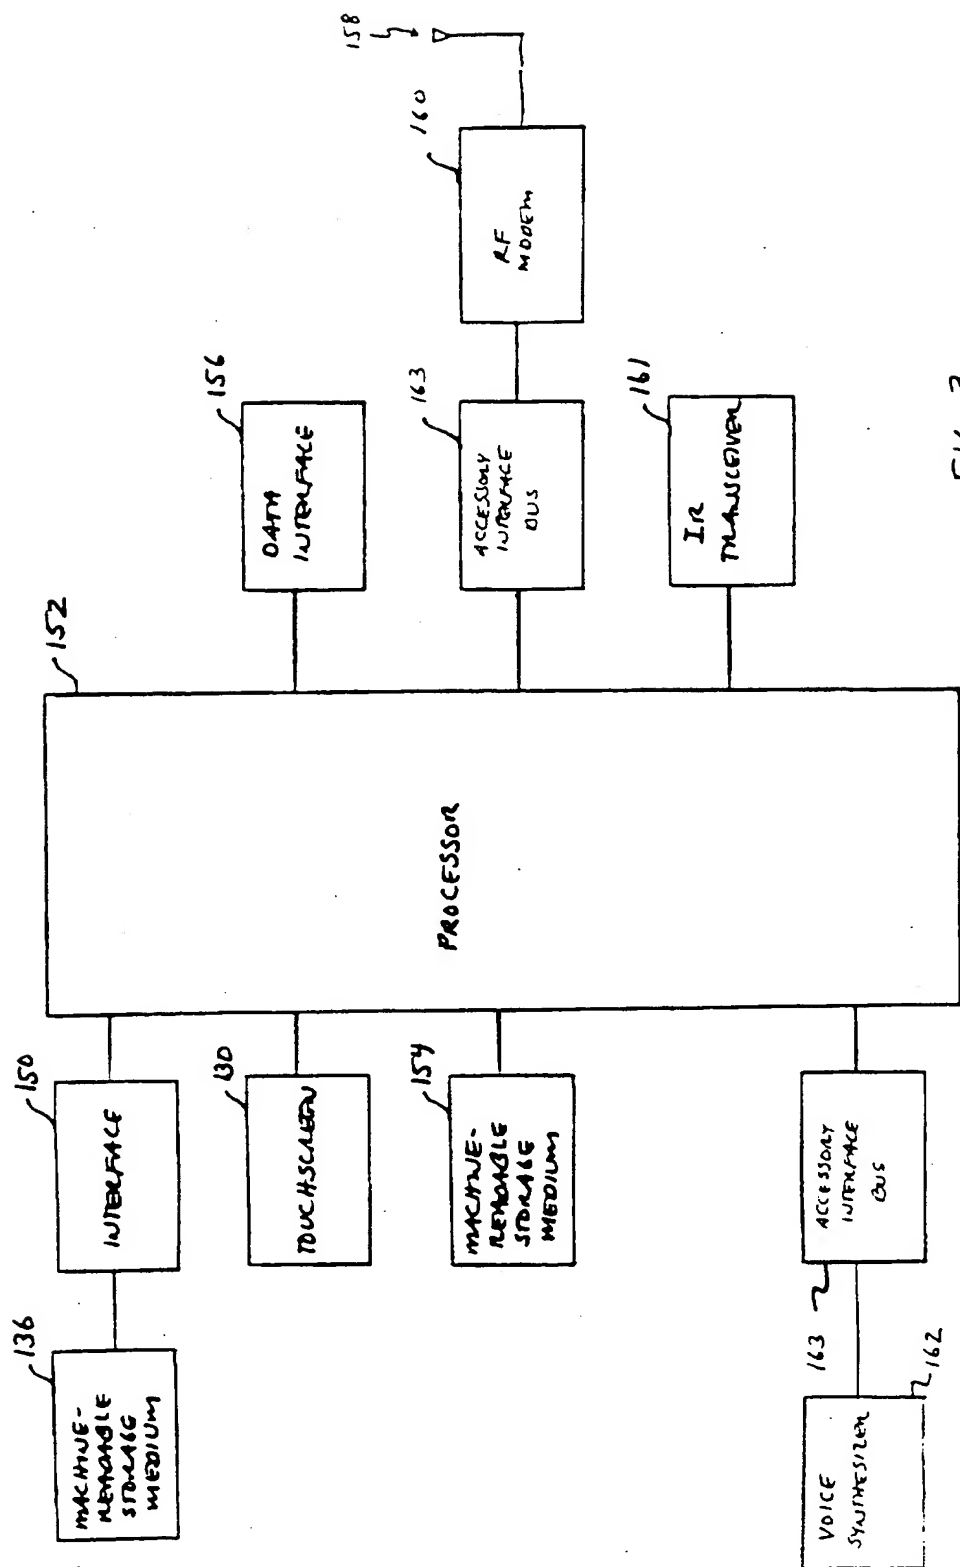 136
MACHINE-
READABLE
STORAGE
MEDIUM
150
INTERFACE
130
TOUCHSCREEN
154
MACHINE-
READABLE
STORAGE
MEDIUM
163
ACCESSORY
INTERFACE
BUS
162
VOICE
SYNTHESIZER
152
PROCESSOR
156
DATA
INTERFACE
163
ACCESSORY
INTERFACE
BUS
161
IR
TRANSCEIVER
160
RF
MODEM
158
FIG.